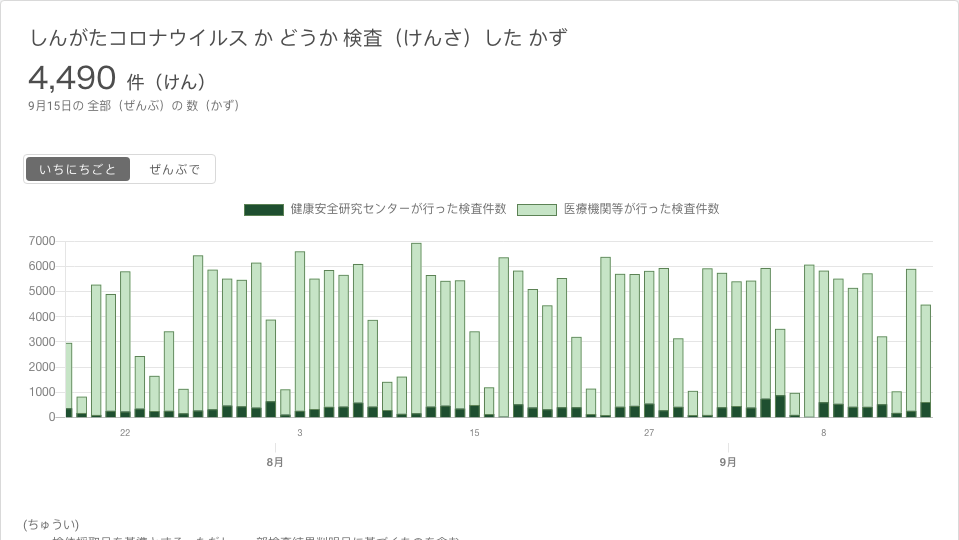 しんがたコロナウイルス か どうか 検査（けんさ）した かず
4,490 件（けん）
9月15日の 全部（ぜんぶ）の 数（かず）
いちにちごと ぜんぶで
健康安全研究センターが行った検査件数 医療機関等が行った検査件数
7000
6000
5000
4000
3000
2000
1000
0
22 3 15 27 8
8月 9月
(ちゅうい)